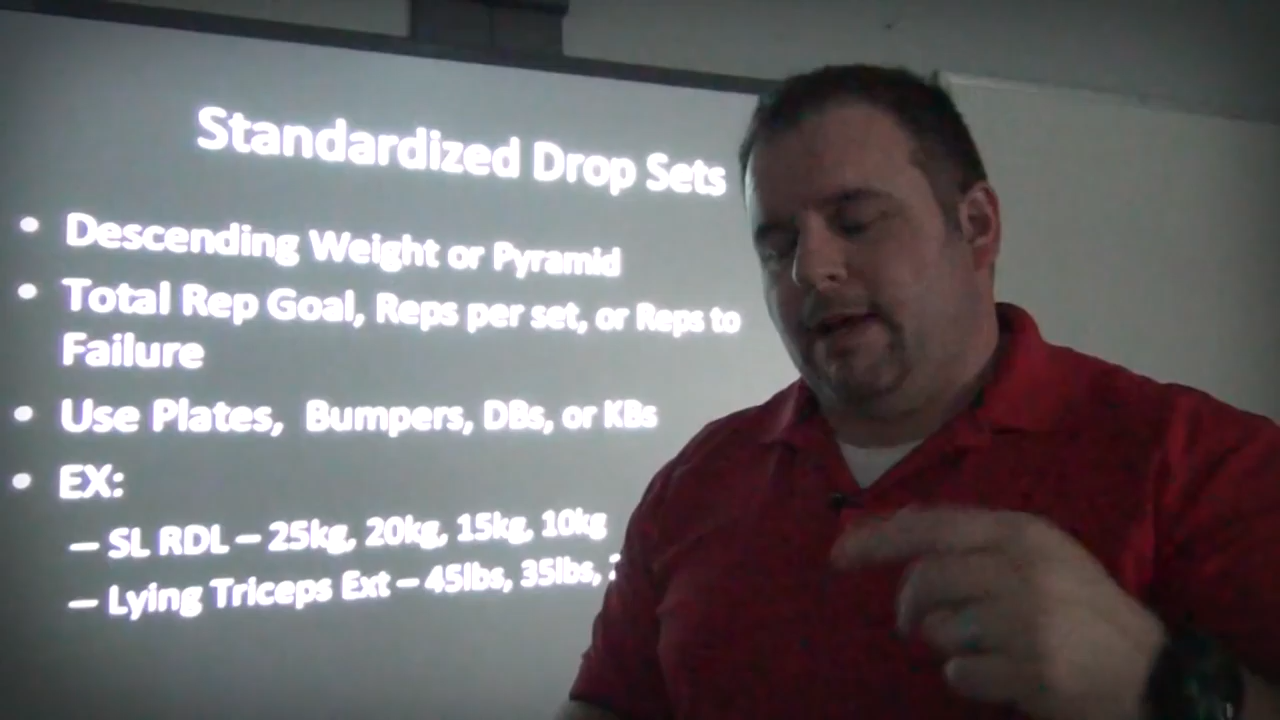 Standardized Drop Sets
• Descending Weight or Pyramid
• Total Rep Goal, Reps per set, or Reps to
Failure
• Use Plates, Bumpers, DBs, or KBs
• EX:
– SL RDL – 25kg, 20kg, 15kg, 10kg
– Lying Triceps Ext – 45lbs, 35lbs,